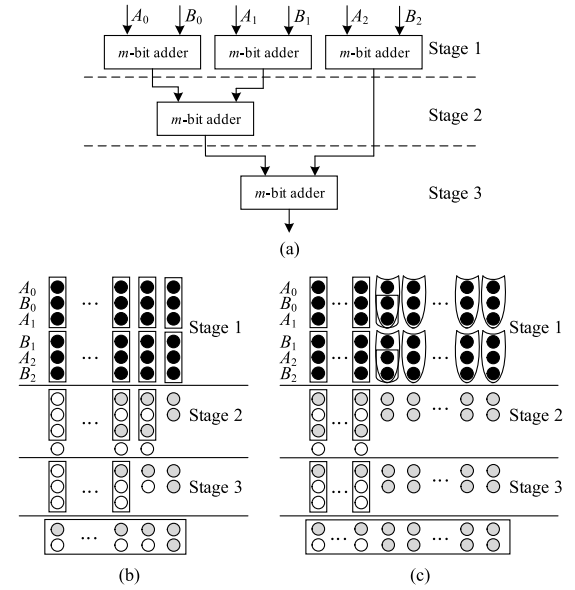 A0 B0 A1 B1 A2 B2
m-bit adder m-bit adder m-bit adder Stage 1
m-bit adder Stage 2
m-bit adder Stage 3
(a)
A0
B0
A1
B1
A2
B2
... ...
Stage 1
... Stage 2
... Stage 3
...
(b)
A0
B0
A1
B1
A2
B2
... ...
... ...
Stage 1
... ... Stage 2
... ... Stage 3
... ...
(c)